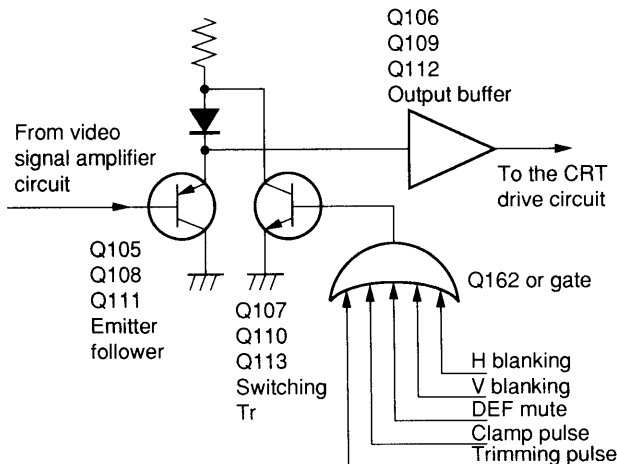 Q106
Q109
Q112
Output buffer
From video
signal amplifier
circuit
To the CRT
drive circuit
Q105
Q108
Q111
Emitter
follower
Q107
Q110
Q113
Switching
Tr
Q162 or gate
H blanking
V blanking
DEF mute
Clamp pulse
Trimming pulse